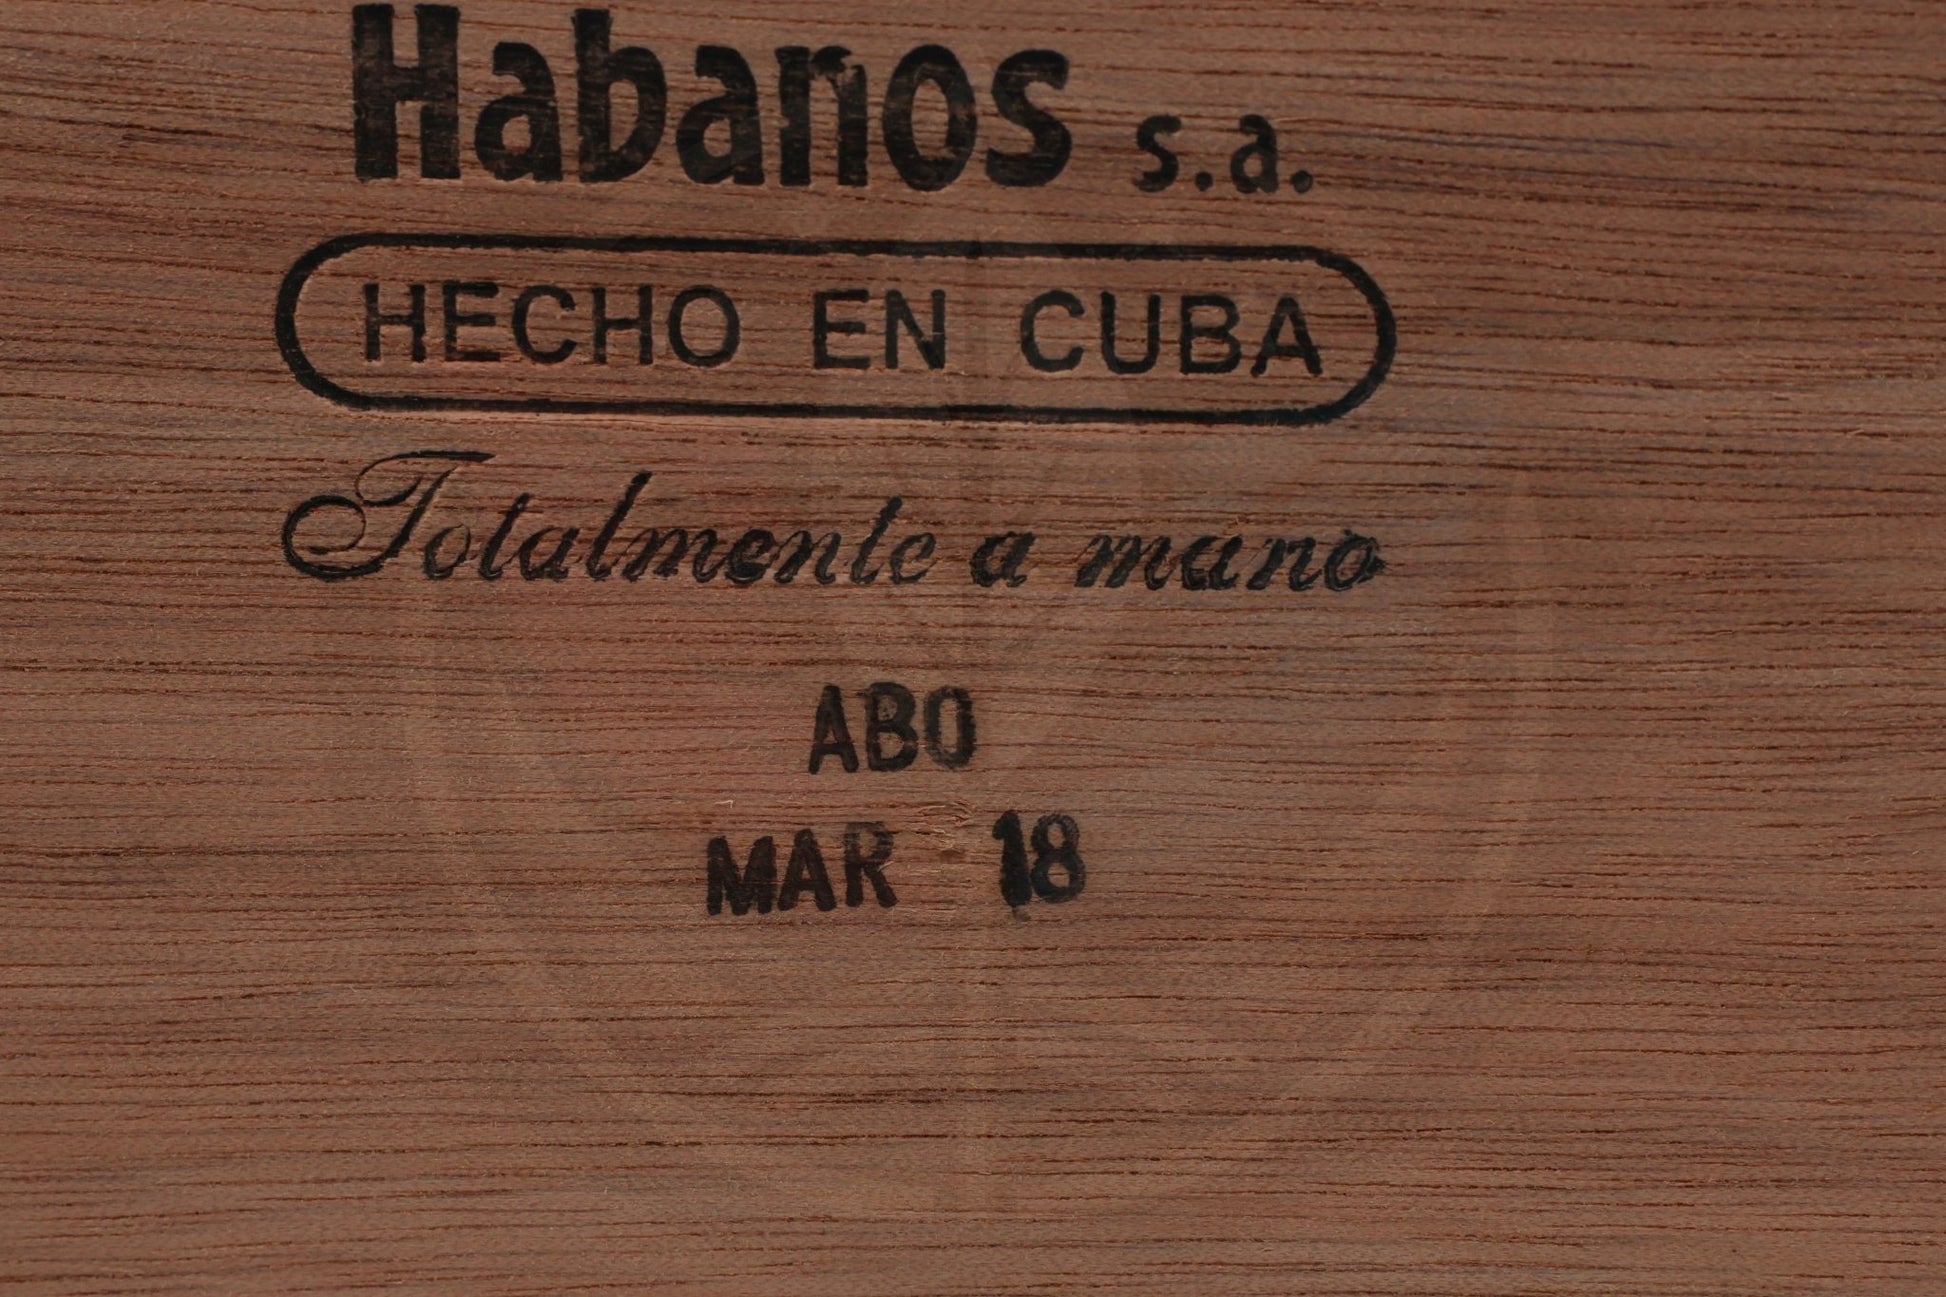 Habanos s.a.
HECHO EN CUBA
Totalmente a mano
ABO
MAR 18